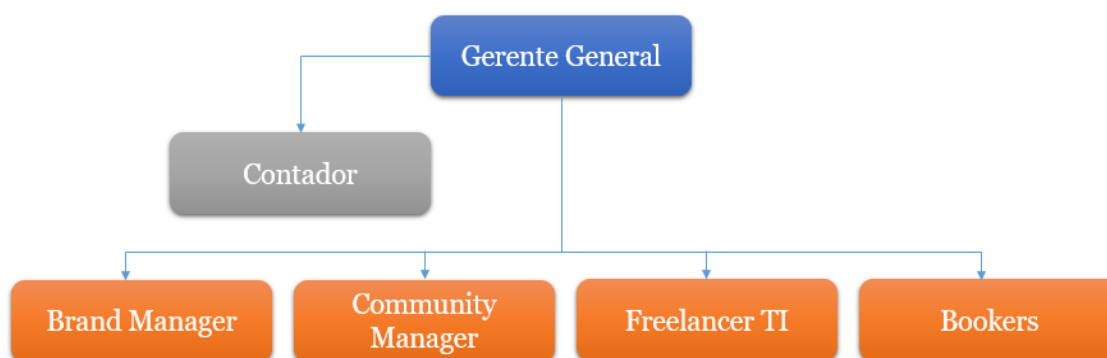 Gerente General
Contador
Brand Manager
Community
Manager
Freelancer TI
Bookers